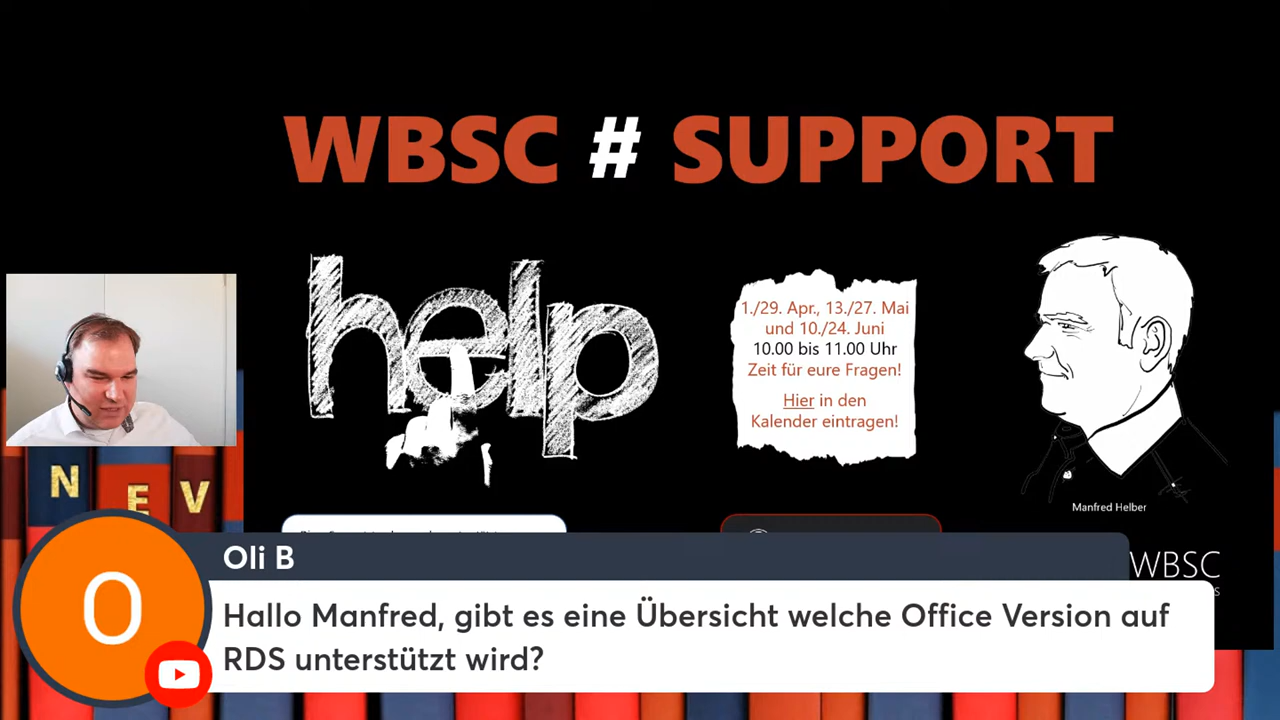 WBSC # SUPPORT
help
1./29. Apr., 13./27. Mai
und 10./24. Juni
10.00 bis 11.00 Uhr
Zeit für eure Fragen!
Hier in den
Kalender eintragen!
Manfred Helber
N E V
WBSC
O
Oli B
Hallo Manfred, gibt es eine Übersicht welche Office Version auf
RDS unterstützt wird?